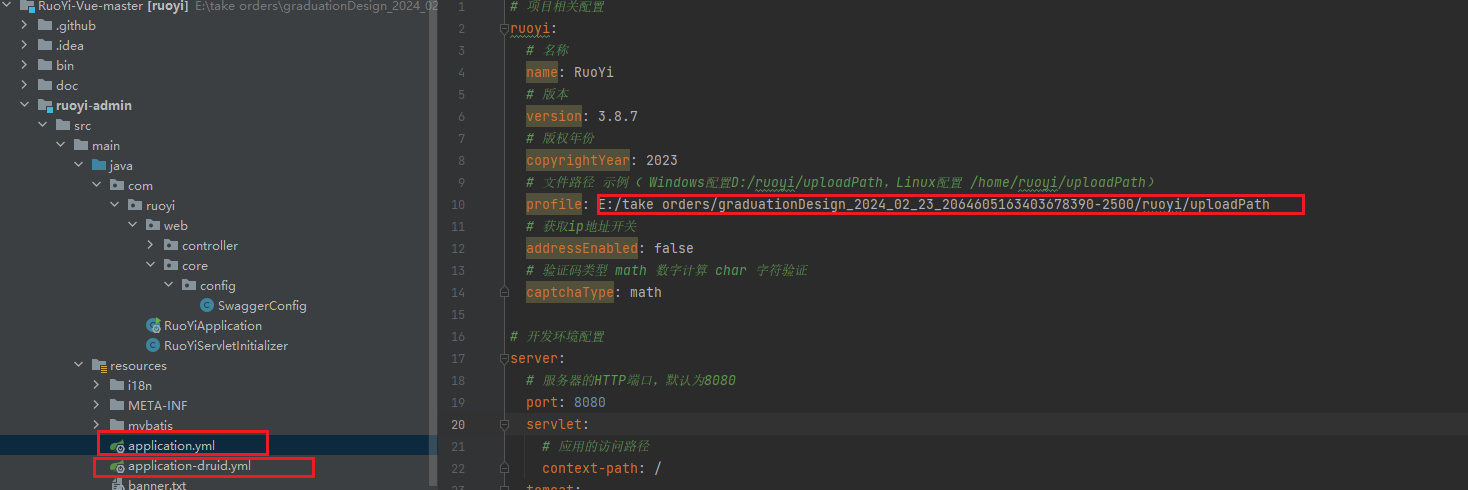 RuoYi-Vue-master [ruoyi] E:\take orders\graduationDesign_2024_02
.github
.idea
bin
doc
ruoyi-admin
src
main
java
com
ruoyi
web
controller
core
config
SwaggerConfig
RuoYiApplication
RuoYiServletInitializer
resources
i18n
META-INF
mybatis
application.yml
application-druid.yml
banner.txt
1 # 项目相关配置
2 ruoyi:
3 # 名称
4 name: RuoYi
5 # 版本
6 version: 3.8.7
7 # 版权年份
8 copyrightYear: 2023
9 # 文件路径 示例（ Windows配置D:/ruoyi/uploadPath，Linux配置 /home/ruoyi/uploadPath）
10 profile: E:/take orders/graduationDesign_2024_02_23_2064605163403678390-2500/ruoyi/uploadPath
11 # 获取ip地址开关
12 addressEnabled: false
13 # 验证码类型 math 数字计算 char 字符验证
14 captchaType: math
15
16 # 开发环境配置
17 server:
18 # 服务器的HTTP端口，默认为8080
19 port: 8080
20 servlet:
21 # 应用的访问路径
22 context-path: /
23 tomcat: